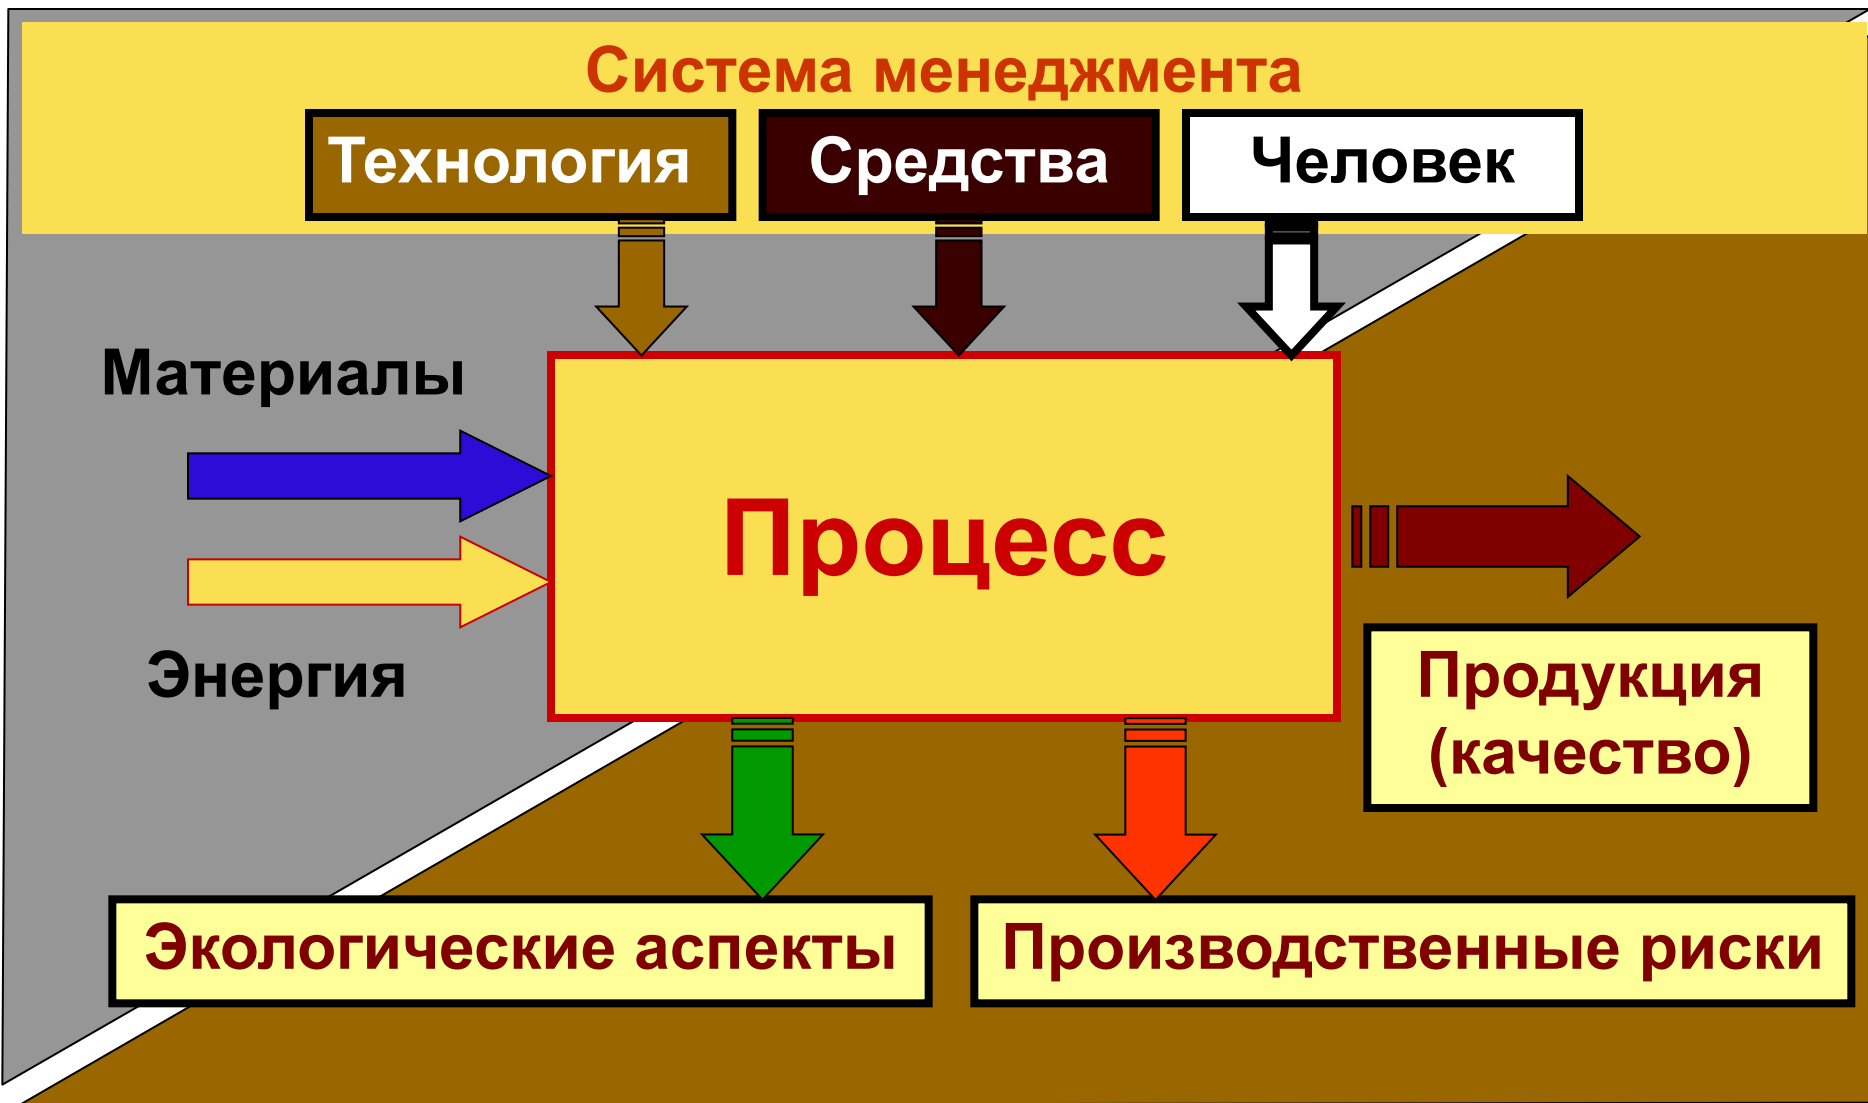 Система менеджмента
Технология
Средства
Человек
Материалы
Процесс
Энергия
Продукция
(качество)
Экологические аспекты
Производственные риски